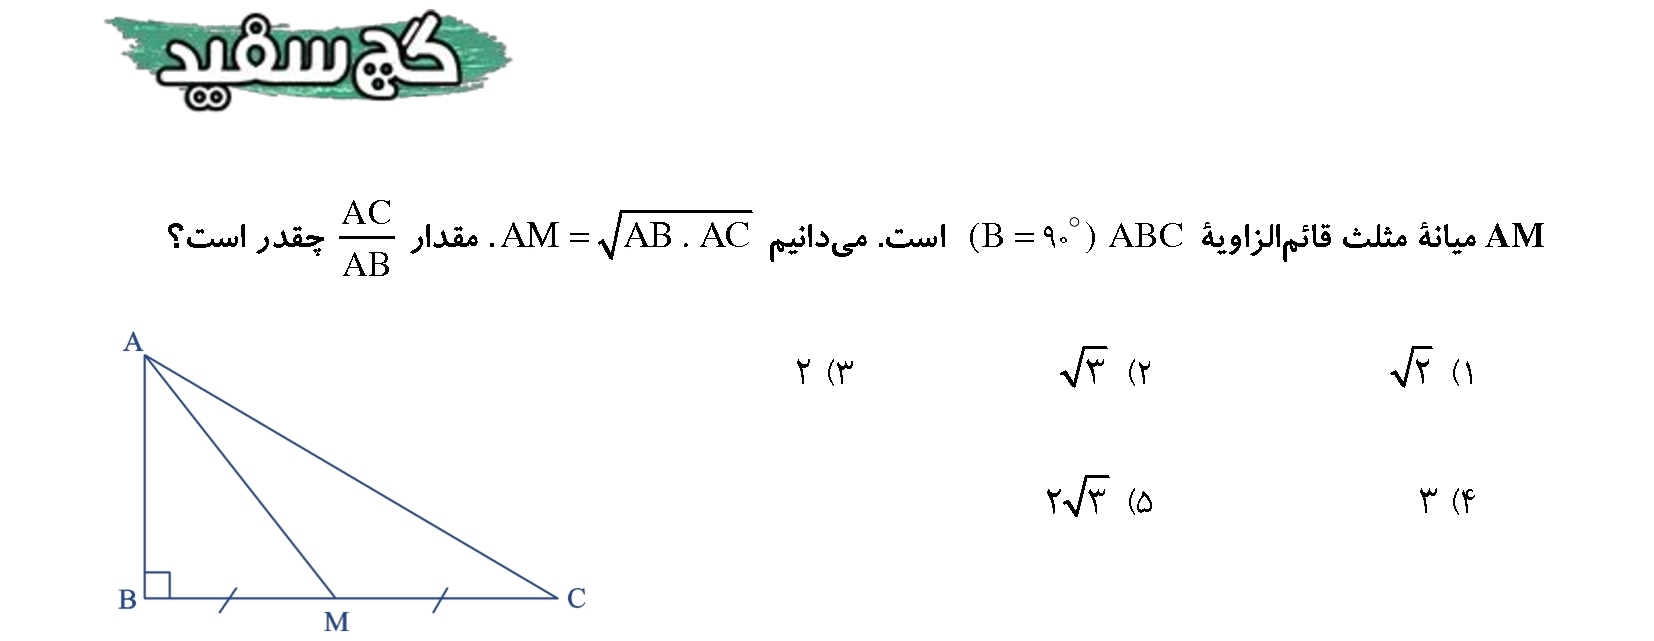 گچ سفید
AM میانهٔ مثلث قائم‌الزاویهٔ ABC (B = ۹۰°) است. می‌دانیم AM = √(AB . AC). مقدار AC/AB چقدر است؟
۱) √۲ ۲) √۳ ۳) ۲
۴) ۳ ۵) ۲√۳
A
B
M
C